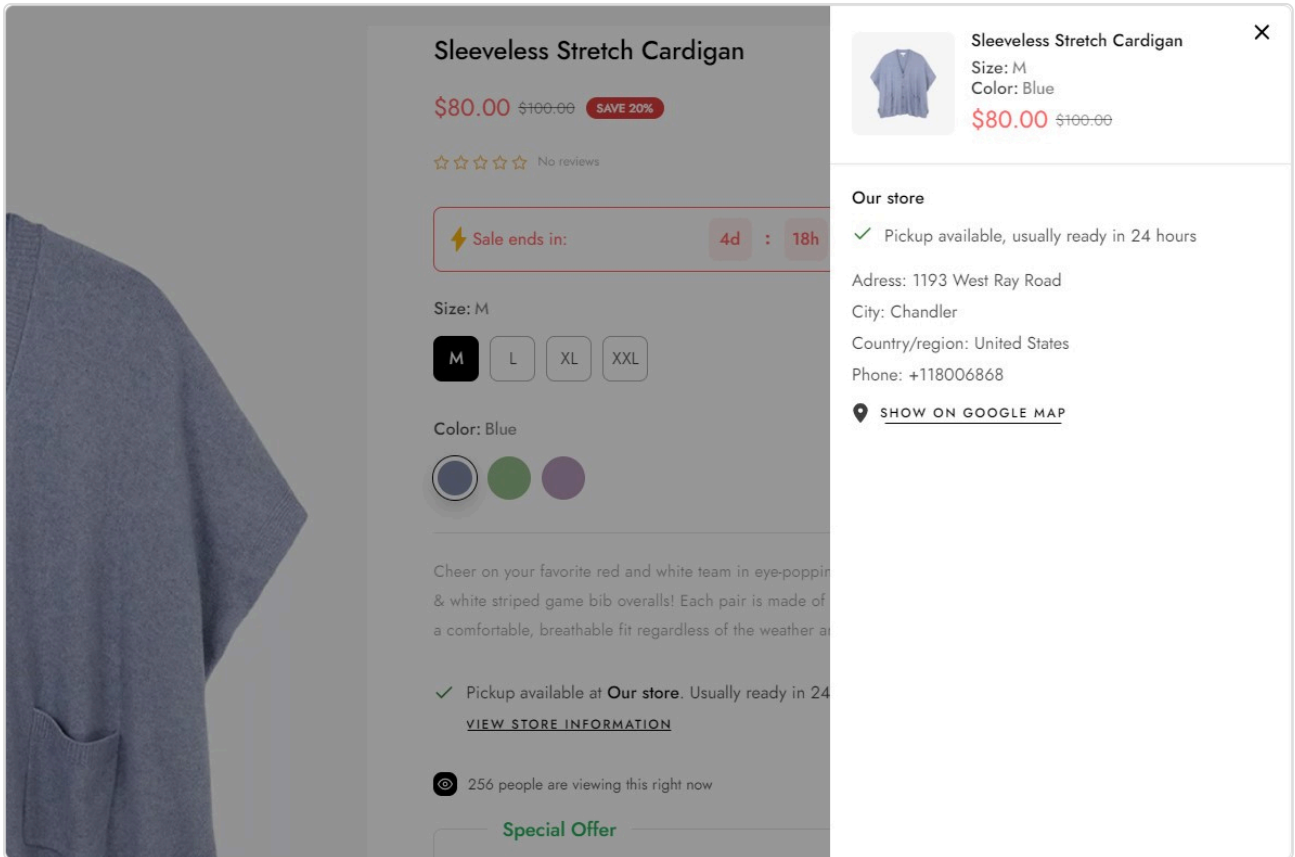 Sleeveless Stretch Cardigan
$80.00 $100.00 SAVE 20%
No reviews
Sale ends in: 4d : 18h
Size: M
M L XL XXL
Color: Blue
Cheer on your favorite red and white team in eye-poppin
& white striped game bib overalls! Each pair is made of
a comfortable, breathable fit regardless of the weather a
Pickup available at Our store. Usually ready in 24
VIEW STORE INFORMATION
256 people are viewing this right now
Special Offer
Sleeveless Stretch Cardigan
Size: M
Color: Blue
$80.00 $100.00
Our store
Pickup available, usually ready in 24 hours
Adress: 1193 West Ray Road
City: Chandler
Country/region: United States
Phone: +118006868
SHOW ON GOOGLE MAP